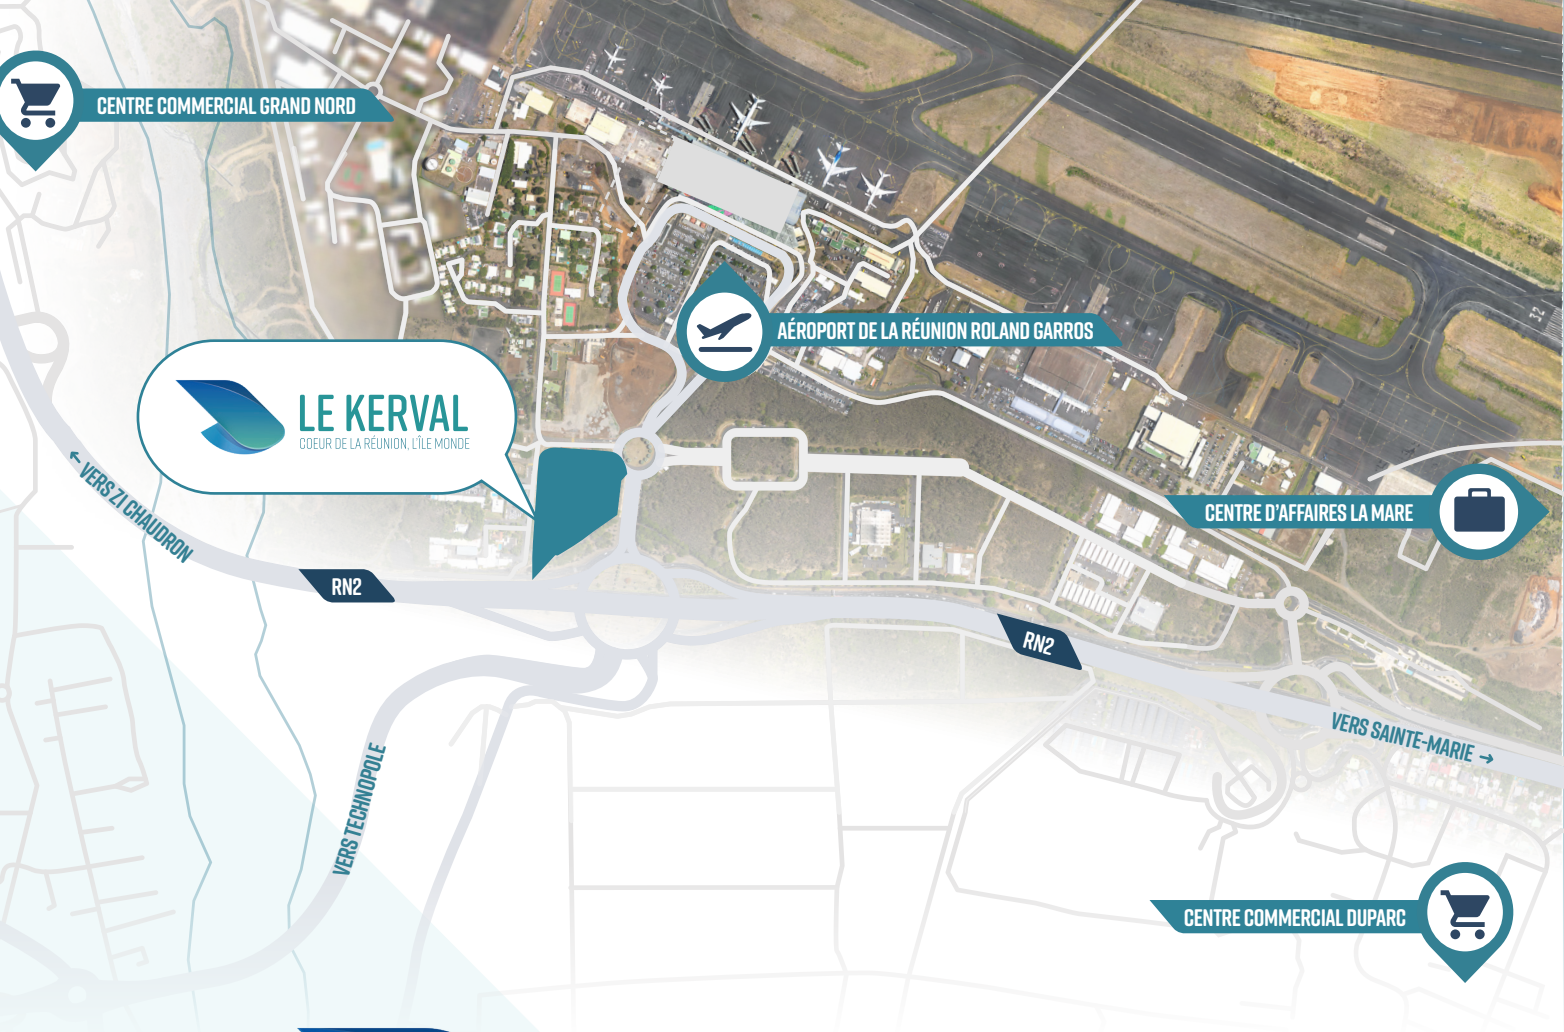 CENTRE COMMERCIAL GRAND NORD
AÉROPORT DE LA RÉUNION ROLAND GARROS
32
LE KERVAL
COEUR DE LA RÉUNION, L'ÎLE MONDE
← VERS ZI CHAUDRON
CENTRE D'AFFAIRES LA MARE
RN2
RN2
VERS SAINTE-MARIE →
VERS TECHNOPOLE
CENTRE COMMERCIAL DUPARC